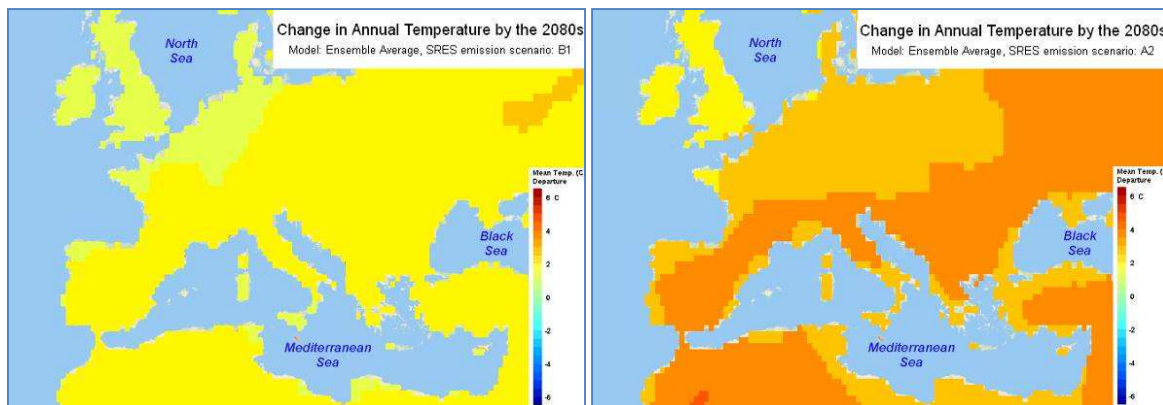 Change in Annual Temperature by the 2080s
Model: Ensemble Average, SRES emission scenario: B1
North
Sea
Mean Temp. (C
Departure
6 C
4
2
0
-2
-4
-6
Black
Sea
Mediterranean
Sea
Change in Annual Temperature by the 2080s
Model: Ensemble Average, SRES emission scenario: A2
North
Sea
Mean Temp. (C
Departure
6 C
4
2
0
-2
-4
-6
Black
Sea
Mediterranean
Sea